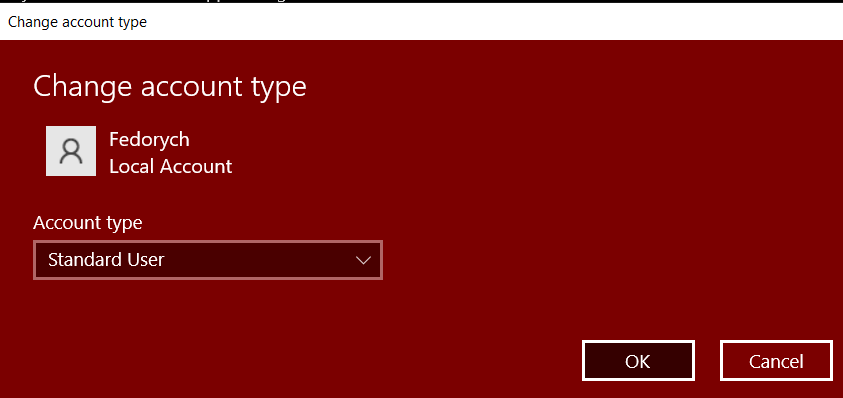 Change account type
Change account type
Fedorych
Local Account
Account type
Standard User
OK
Cancel